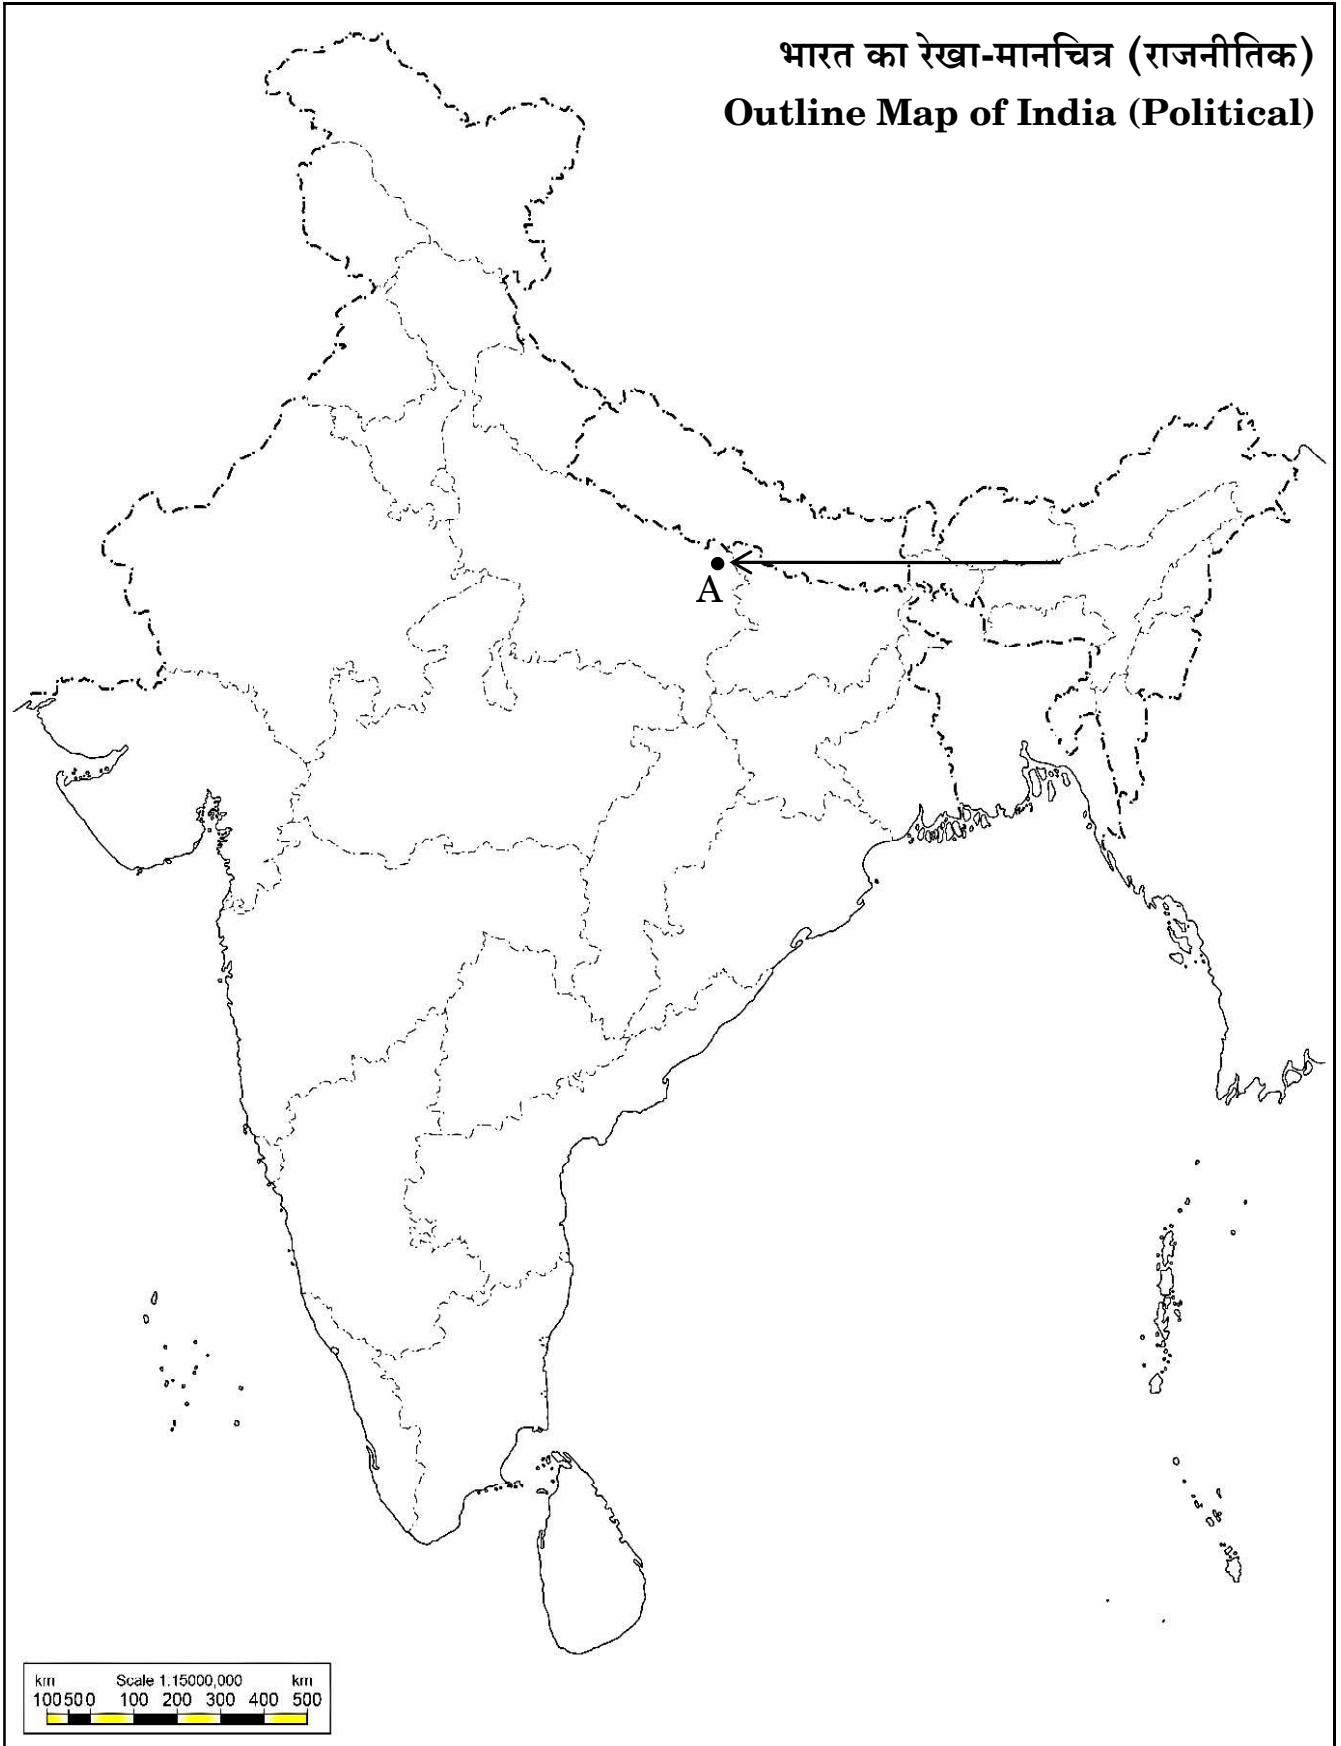 भारत का रेखा-मानचित्र (राजनीतिक)
Outline Map of India (Political)
A
km Scale 1:15000,000 km
100 50 0 100 200 300 400 500